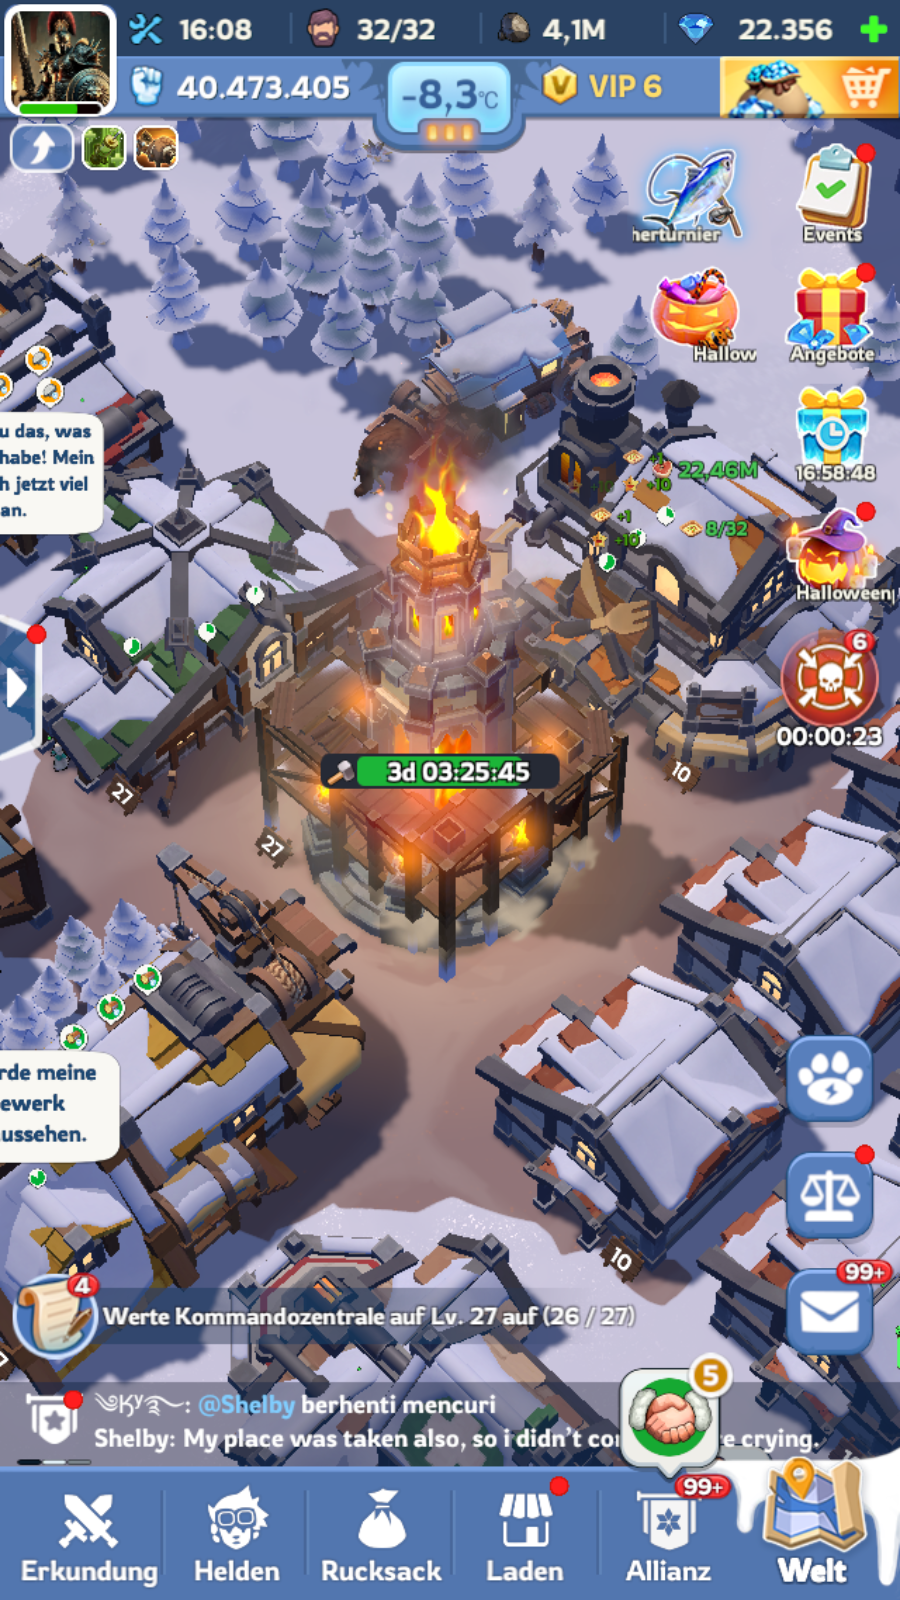 16:08
32/32
4,1M
22.356
40.473.405
-8,3°C
VIP 6
herturnier
Events
Hallow
Angebote
u das, was
habe! Mein
h jetzt viel
an.
22,46M
+1
+10
16:58:48
+1
8/32
+10
Halloween
6
00:00:23
3d 03:25:45
27
10
27
rde meine
ewerk
ussehen.
10
4
99+
Werte Kommandozentrale auf Lv. 27 auf (26 / 27)
5
@Shelby berhenti mencuri
Shelby: My place was taken also, so i didn't co e crying.
99+
Erkundung
Helden
Rucksack
Laden
Allianz
Welt